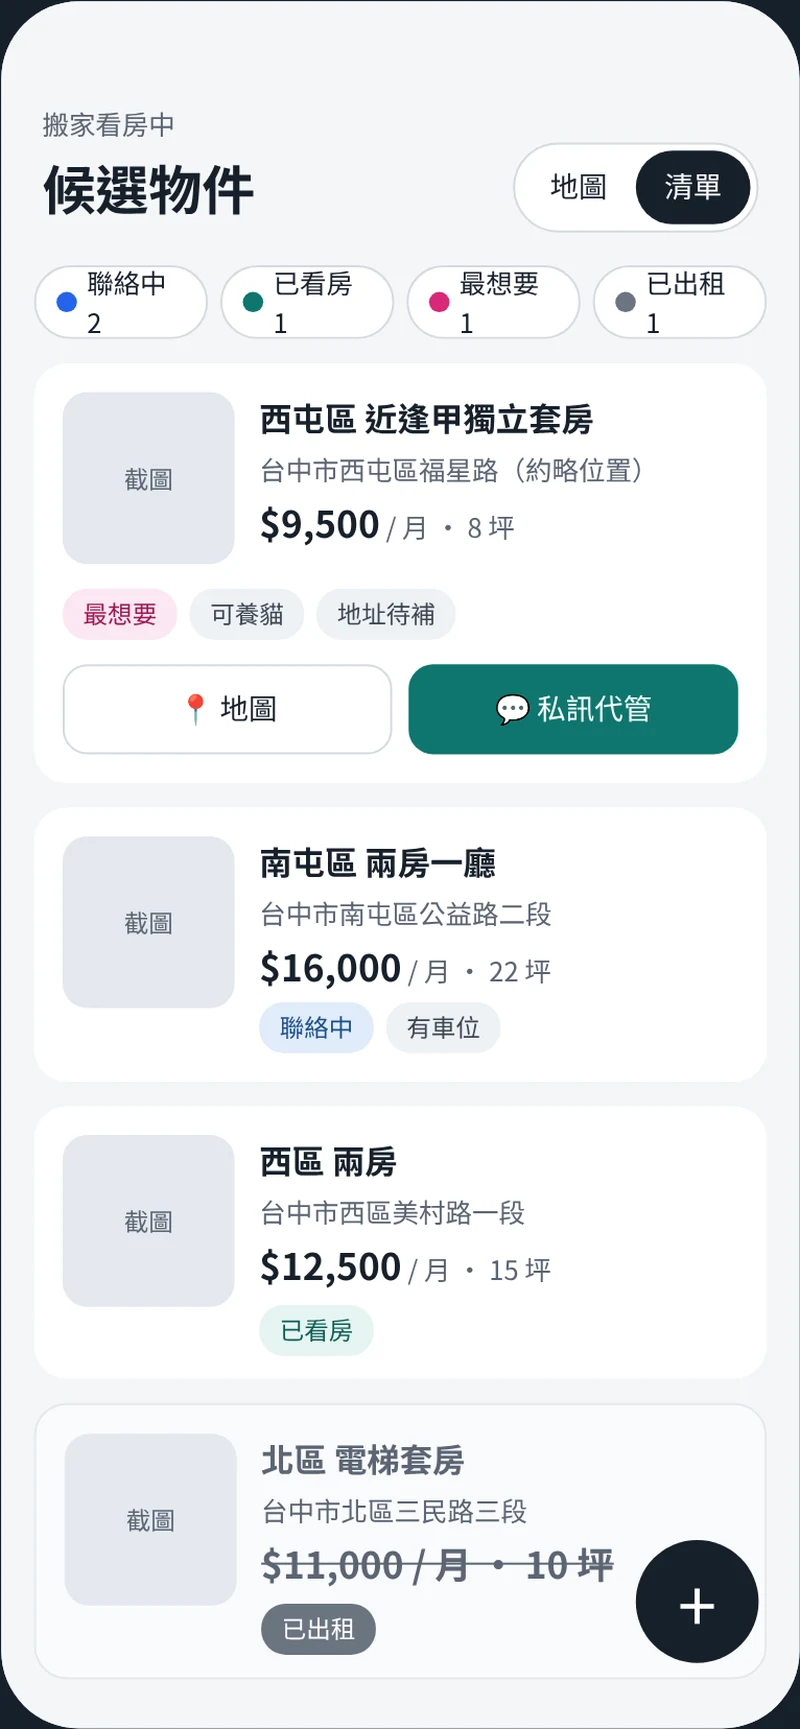 搬家看房中
候選物件
地圖 清單
聯絡中 已看房 最想要 已出租
2 1 1 1
截圖
西屯區 近逢甲獨立套房
台中市西屯區福星路（約略位置）
$9,500 / 月 ・ 8 坪
最想要 可養貓 地址待補
📍 地圖 💬 私訊代管
截圖
南屯區 兩房一廳
台中市南屯區公益路二段
$16,000 / 月 ・ 22 坪
聯絡中 有車位
截圖
西區 兩房
台中市西區美村路一段
$12,500 / 月 ・ 15 坪
已看房
截圖
北區 電梯套房
台中市北區三民路三段
$11,000 / 月 ・ 10 坪
已出租
+